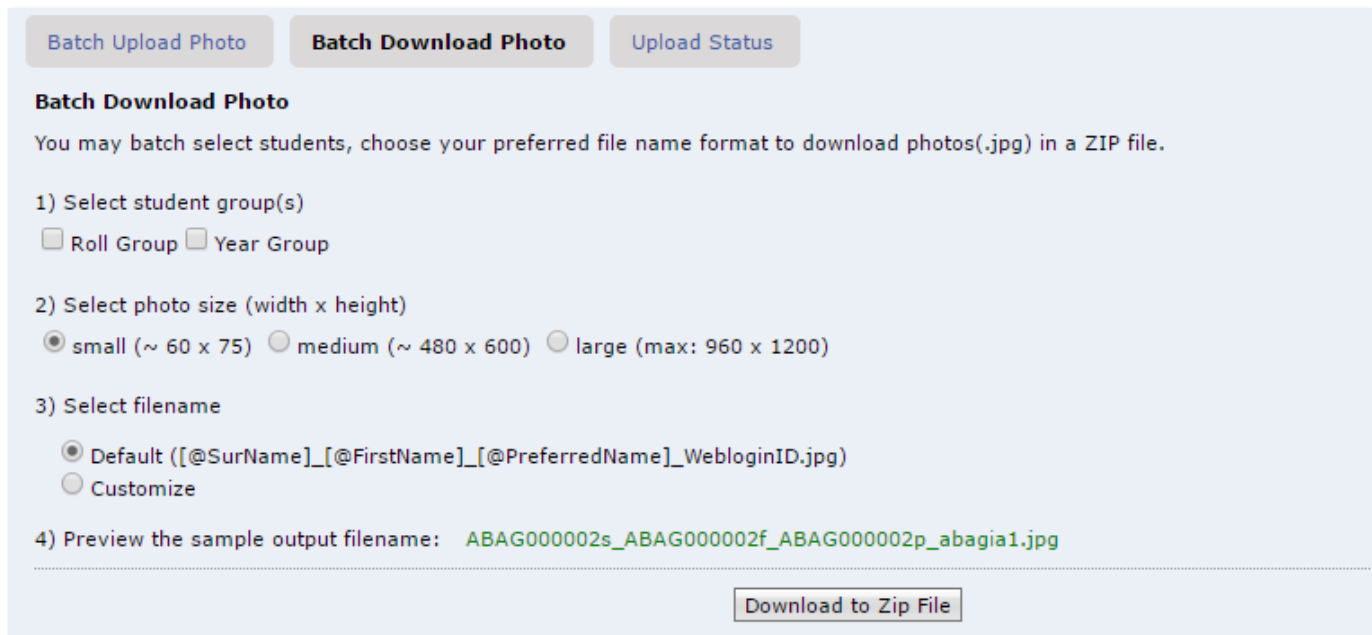 Batch Upload Photo Batch Download Photo Upload Status
Batch Download Photo
You may batch select students, choose your preferred file name format to download photos(.jpg) in a ZIP file.
1) Select student group(s)
Roll Group Year Group
2) Select photo size (width x height)
small (~ 60 x 75) medium (~ 480 x 600) large (max: 960 x 1200)
3) Select filename
Default ([@SurName]_[@FirstName]_[@PreferredName]_WebloginID.jpg)
Customize
4) Preview the sample output filename: ABAG000002s_ABAG000002f_ABAG000002p_abagia1.jpg
Download to Zip File